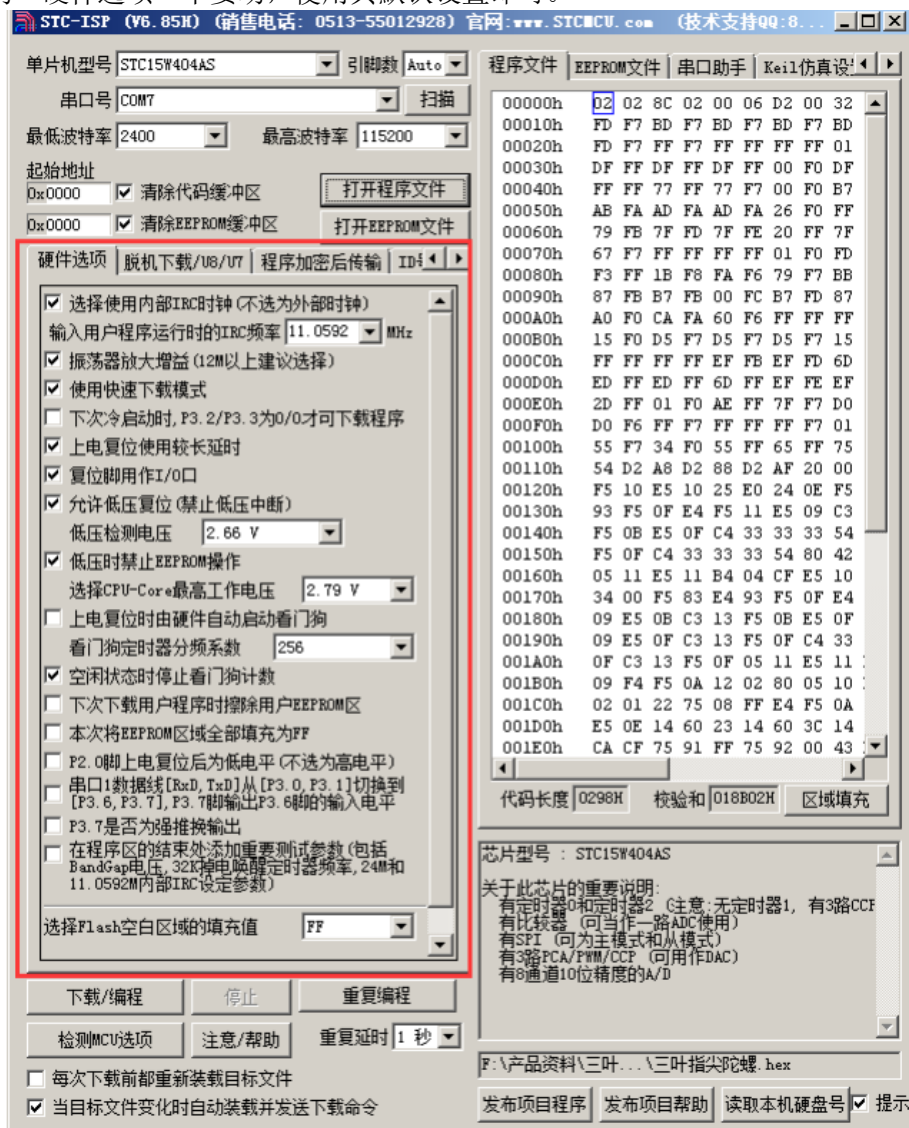 STC-ISP (V6.85H) (销售电话: 0513-55012928) 官网:www.STCMCU.com (技术支持QQ:8...
单片机型号 STC15W404AS 引脚数 Auto
串口号 COM7 扫描
最低波特率 2400 最高波特率 115200
起始地址
0x0000 清除代码缓冲区 打开程序文件
0x0000 清除EEPROM缓冲区 打开EEPROM文件
硬件选项 脱机下载/U8/U7 程序加密后传输
选择使用内部IRC时钟(不选为外部时钟)
输入用户程序运行时的IRC频率 11.0592 MHz
振荡器放大增益(12M以上建议选择)
使用快速下载模式
下次冷启动时,P3.2/P3.3为0/0才可下载程序
上电复位使用较长延时
复位脚用作I/O口
允许低压复位(禁止低压中断)
低压检测电压 2.66 V
低压时禁止EEPROM操作
选择CPU-Core最高工作电压 2.79 V
上电复位时由硬件自动启动看门狗
看门狗定时器分频系数 256
空闲状态时停止看门狗计数
下次下载用户程序时擦除用户EEPROM区
本次将EEPROM区域全部填充为FF
P2.0脚上电复位后为低电平(不选为高电平)
串口1数据线[RxD,TxD]从[P3.0,P3.1]切换到
[P3.6,P3.7],P3.7脚输出P3.6脚的输入电平
P3.7是否为强推挽输出
在程序区的结束处添加重要测试参数(包括
BandGap电压,32K掉电唤醒定时器频率,24M和
11.0592M内部IRC设定参数)
选择Flash空白区域的填充值 FF
下载/编程 停止 重复编程
检测MCU选项 注意/帮助 重复延时 1 秒
每次下载前都重新装载目标文件
当目标文件变化时自动装载并发送下载命令
程序文件 EEPROM文件 串口助手 Keil仿真设
00000h 02 02 8C 02 00 06 D2 00 32
00010h FD F7 BD F7 BD F7 BD F7 BD
00020h FD F7 FF F7 FF FF FF FF 01
00030h DF FF DF FF DF FF 00 F0 DF
00040h FF FF 77 FF 77 F7 00 F0 B7
00050h AB FA AD FA AD FA 26 F0 FF
00060h 79 FB 7F FD 7F FE 20 FF 7F
00070h 67 F7 FF FF FF FF 01 F0 FD
00080h F3 FF 1B F8 FA F6 79 F7 BB
00090h 87 FB B7 FB 00 FC B7 FD 87
000A0h A0 F0 CA FA 60 F6 FF FF FF
000B0h 15 F0 D5 F7 D5 F7 D5 F7 15
000C0h FF FF FF FF EF FB EF FD 6D
000D0h ED FF ED FF 6D FF EF FE EF
000E0h 2D FF 01 F0 AE FF 7F F7 D0
000F0h D0 F6 FF F7 FF FF FF F7 01
00100h 55 F7 34 F0 55 FF 65 FF 75
00110h 54 D2 A8 D2 88 D2 AF 20 00
00120h F5 10 E5 10 25 E0 24 0E F5
00130h 93 F5 0F E4 F5 11 E5 09 C3
00140h F5 0B E5 0F C4 33 33 33 54
00150h F5 0F C4 33 33 33 54 80 42
00160h 05 11 E5 11 B4 04 CF E5 10
00170h 34 00 F5 83 E4 93 F5 0F E4
00180h 09 E5 0B C3 13 F5 0B E5 0F
00190h 09 E5 0F C3 13 F5 0F C4 33
001A0h 0F C3 13 F5 0F 05 11 E5 11
001B0h 09 F4 F5 0A 12 02 80 05 10
001C0h 02 01 22 75 08 FF E4 F5 0A
001D0h E5 0E 14 60 23 14 60 3C 14
001E0h CA CF 75 91 FF 75 92 00 43
代码长度 0298H 校验和 018B02H 区域填充
芯片型号 : STC15W404AS
关于此芯片的重要说明:
有定时器0和定时器2 (注意:无定时器1, 有3路CCP
有比较器 (可当作一路ADC使用)
有SPI (可为主模式和从模式)
有3路PCA/PWM/CCP (可用作DAC)
有8通道10位精度的A/D
F:\产品资料\三叶...\三叶指尖陀螺.hex
发布项目程序 发布项目帮助 读取本机硬盘号 提示